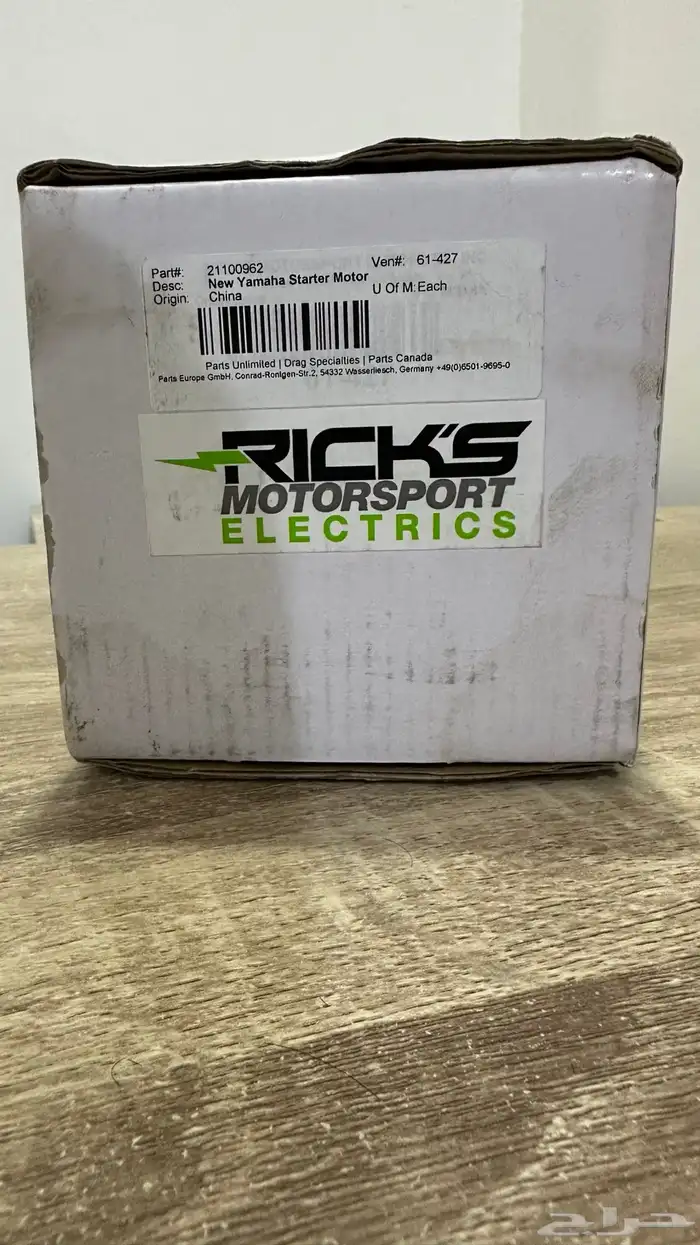 Part#: 21100962 Ven#: 61-427
Desc: New Yamaha Starter Motor U Of M: Each
Origin: China
Parts Unlimited | Drag Specialties | Parts Canada
Parts Europe GmbH, Conrad-Rontgen-Str.2, 54332 Wasserliesch, Germany +49(0)6501-9695-0
RICK'S
MOTORSPORT
ELECTRICS
حراج